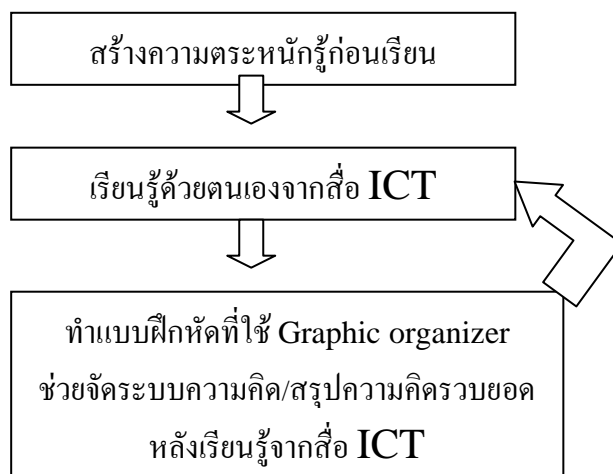 สร้างความตระหนักรู้ก่อนเรียน
เรียนรู้ด้วยตนเองจากสื่อ ICT
ทำแบบฝึกหัดที่ใช้ Graphic organizer
ช่วยจัดระบบความคิด/สรุปความคิดรวบยอด
หลังเรียนรู้จากสื่อ ICT